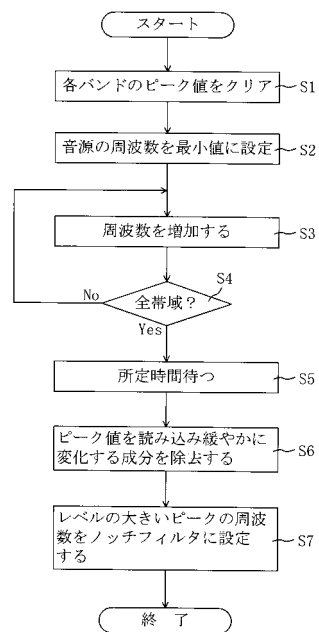 スタート
各バンドのピーク値をクリア
S1
音源の周波数を最小値に設定
S2
周波数を増加する
S3
S4
全帯域?
No
Yes
所定時間待つ
S5
ピーク値を読み込み緩やかに
変化する成分を除去する
S6
レベルの大きいピークの周波
数をノッチフィルタに設定
する
S7
終 了